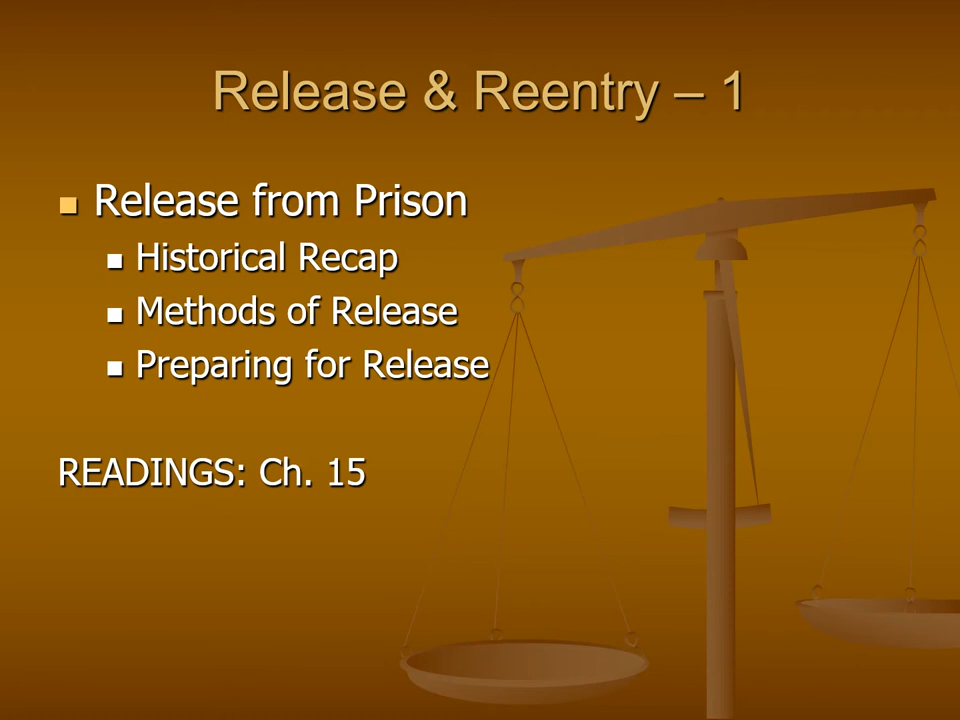 Release & Reentry – 1
Release from Prison
Historical Recap
Methods of Release
Preparing for Release
READINGS: Ch. 15